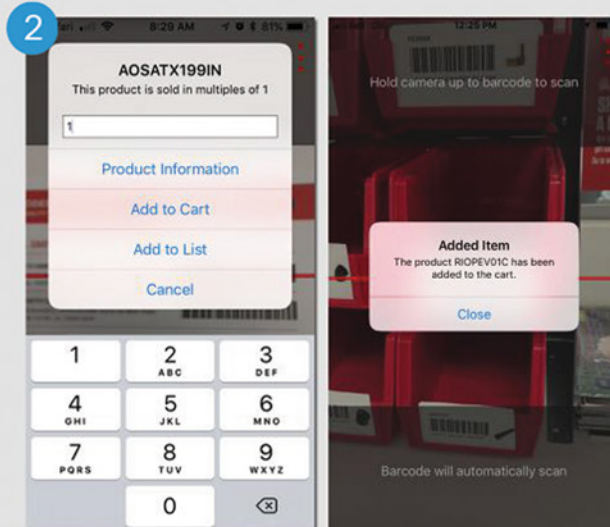 2
8:29 AM
81%
AOSATX199IN
This product is sold in multiples of 1
1
Product Information
Add to Cart
Add to List
Cancel
1
2
ABC
3
DEF
4
GHI
5
JKL
6
MNO
7
PQRS
8
TUV
9
WXYZ
0
12:25 PM
Hold camera up to barcode to scan
Added Item
The product RIOPEV01C has been
added to the cart.
Close
Barcode will automatically scan